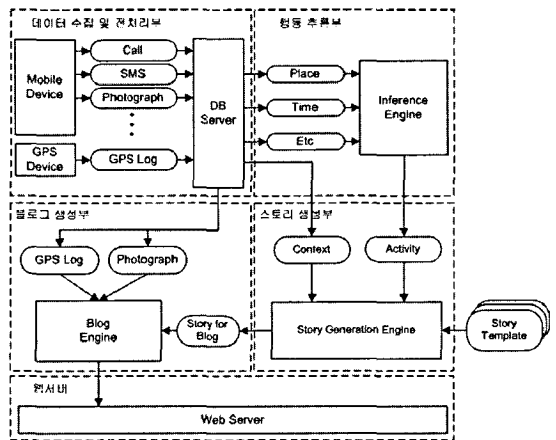 데이터 수집 및 전처리부
행동 추론부
Mobile
Device
Call
SMS
Photograph
GPS
Device
GPS Log
DB
Server
Place
Time
Etc
Inference
Engine
블로그 생성부
스토리 생성부
GPS Log
Photograph
Context
Activity
Blog
Engine
Story for
Blog
Story Generation Engine
Story
Template
웹서버
Web Server